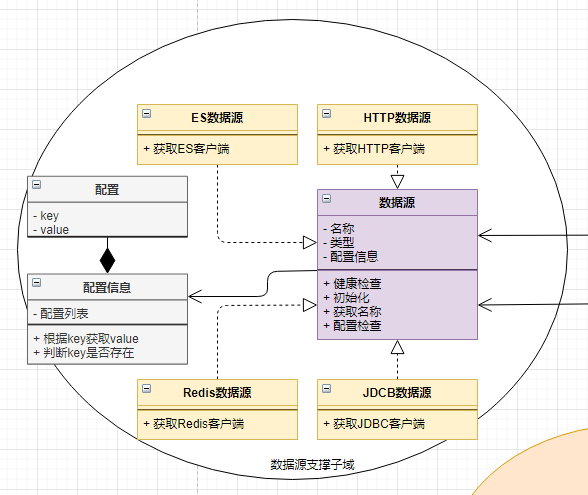 ES数据源
+ 获取ES客户端
HTTP数据源
+ 获取HTTP客户端
配置
- key
- value
数据源
- 名称
- 类型
- 配置信息
+ 健康检查
+ 初始化
+ 获取名称
+ 配置检查
配置信息
- 配置列表
+ 根据key获取value
+ 判断key是否存在
Redis数据源
+ 获取Redis客户端
JDCB数据源
+ 获取JDBC客户端
数据源支撑子域